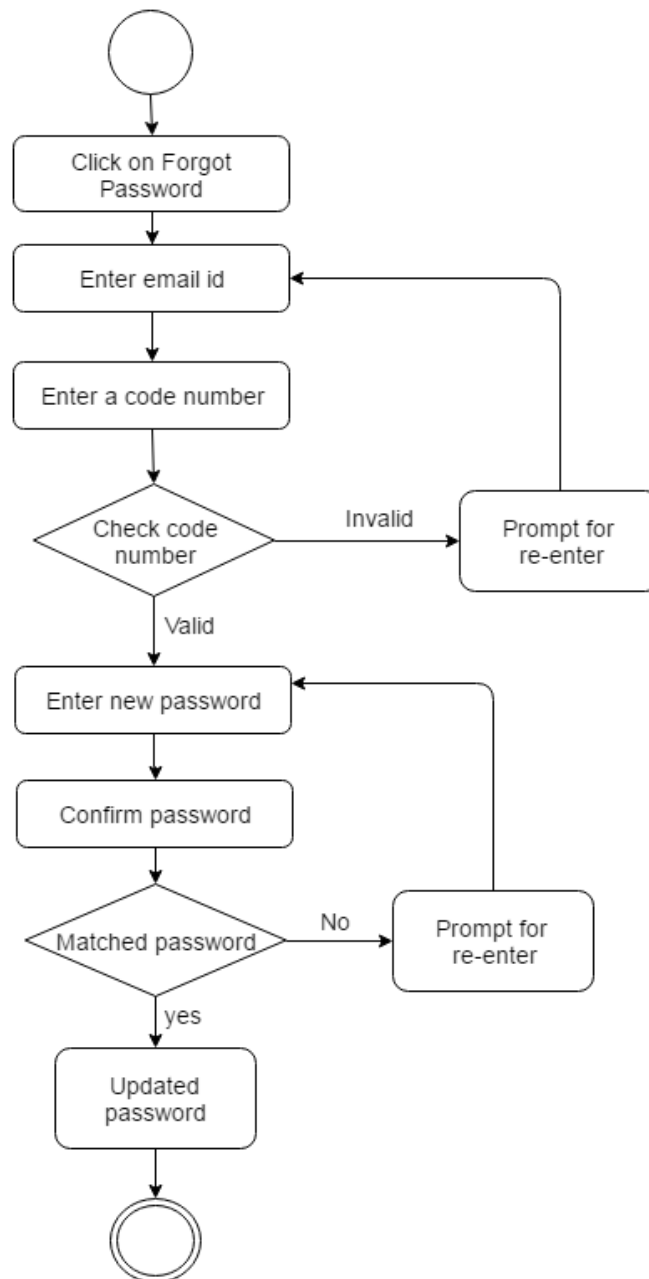 Click on Forgot
Password
Enter email id
Enter a code number
Check code
number
Invalid
Prompt for
re-enter
Valid
Enter new password
Confirm password
Matched password
No
Prompt for
re-enter
yes
Updated
password